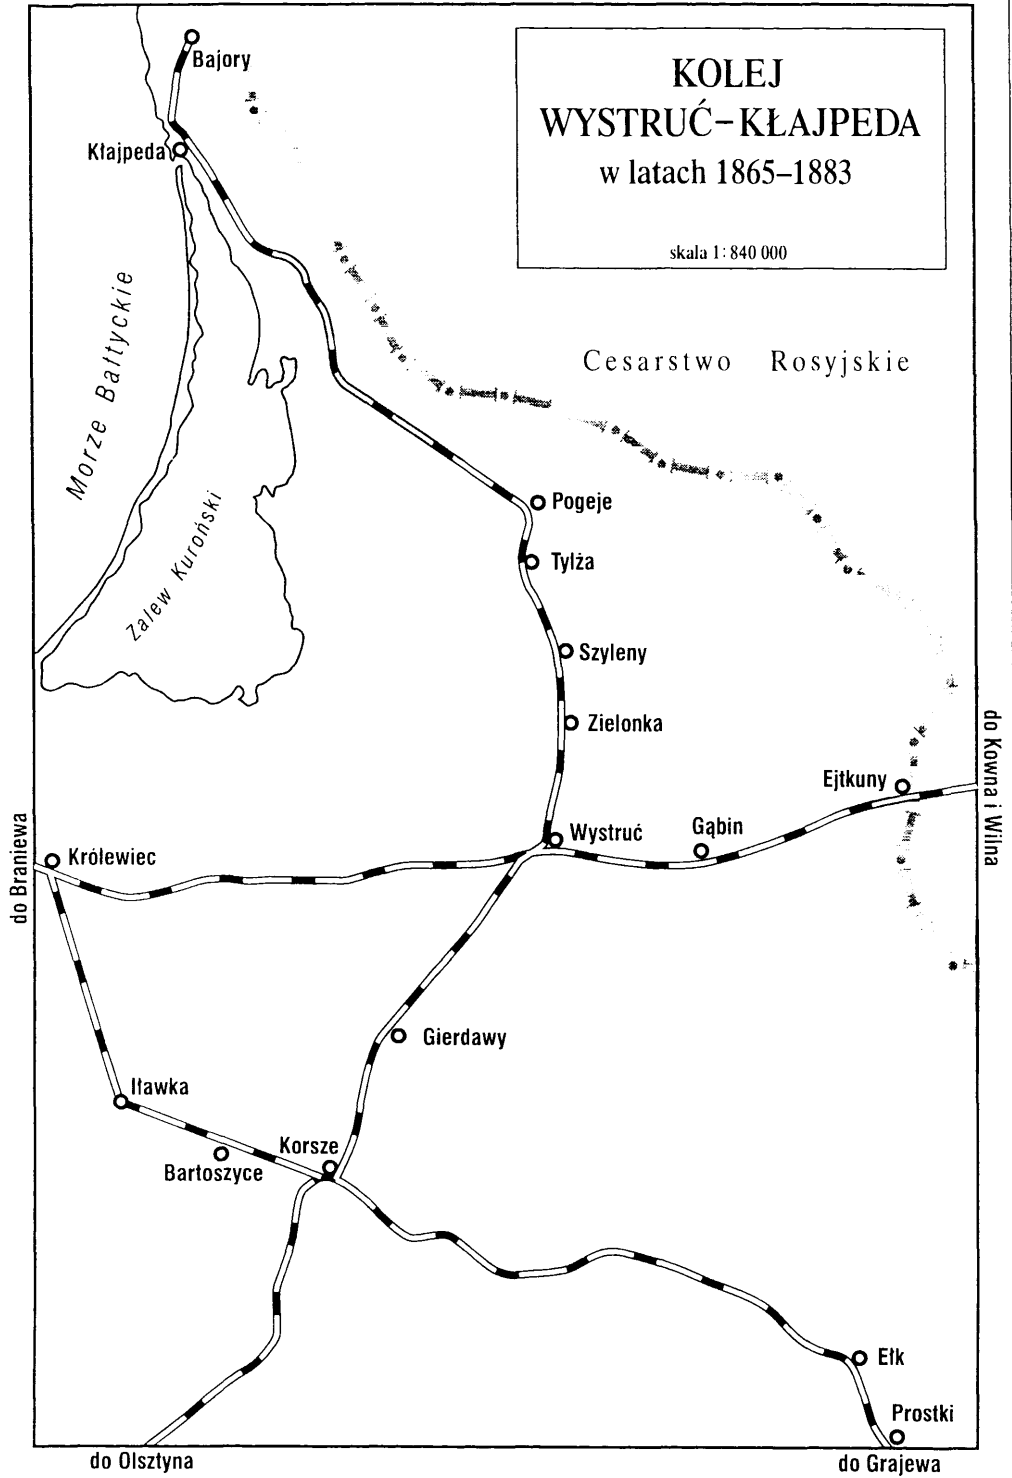 KOLEJ
WYSTRUĆ–KŁAJPEDA
w latach 1865–1883
skala 1:840 000
Bajory
Kłajpeda
Morze Bałtyckie
Cesarstwo Rosyjskie
Zalew Kuroński
Pogeje
Tylża
Szyleny
Zielonka
do Kowna i Wilna
Ejtkuny
Wystruć
Gąbin
Królewiec
do Braniewa
Gierdawy
Iławka
Korsze
Bartoszyce
Ełk
Prostki
do Olsztyna
do Grajewa